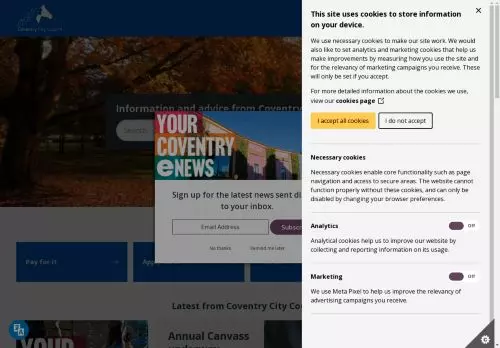 Coventry City Council
Information and advice from Coventry
Search
YOUR
COVENTRY
eNEWS
Sign up for the latest news sent di
to your inbox.
Email Address
Subsc
No thanks
Remind me later
Pay for it
Appl
Latest from Coventry City Co
Annual Canvass
This site uses cookies to store information
on your device.
We use necessary cookies to make our site work. We would
also like to set analytics and marketing cookies that help us
make improvements by measuring how you use the site and
for the relevancy of marketing campaigns you receive. These
will only be set if you accept.
For more detailed information about the cookies we use,
view our cookies page
I accept all cookies
I do not accept
Necessary cookies
Necessary cookies enable core functionality such as page
navigation and access to secure areas. The website cannot
function properly without these cookies, and can only be
disabled by changing your browser preferences.
Analytics
Off
Analytical cookies help us to improve our website by
collecting and reporting information on its usage.
Marketing
Off
We use Meta Pixel to help us improve the relevancy of
advertising campaigns you receive.